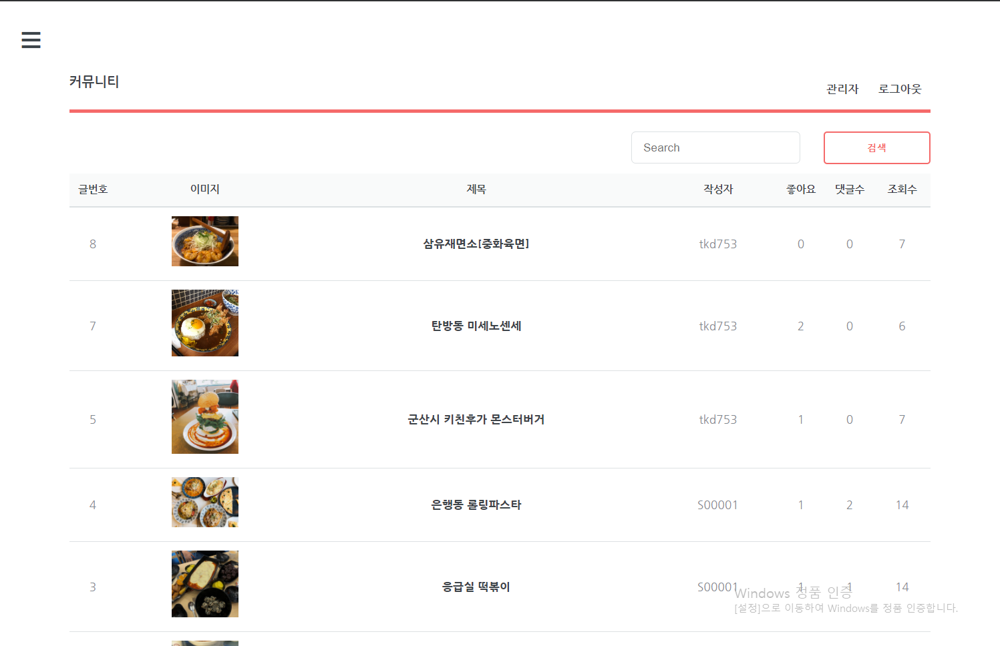 커뮤니티
관리자 로그아웃
Search 검색
글번호 이미지 제목 작성자 좋아요 댓글수 조회수
8 삼유재면소[중화육면] tkd753 0 0 7
7 탄방동 미세노센세 tkd753 2 0 6
5 군산시 키친후가 몬스터버거 tkd753 1 0 7
4 은행동 롤링파스타 S00001 1 2 14
3 응급실 떡볶이 S00001 1 1 14
Windows 정품 인증
[설정]으로 이동하여 Windows를 정품 인증합니다.